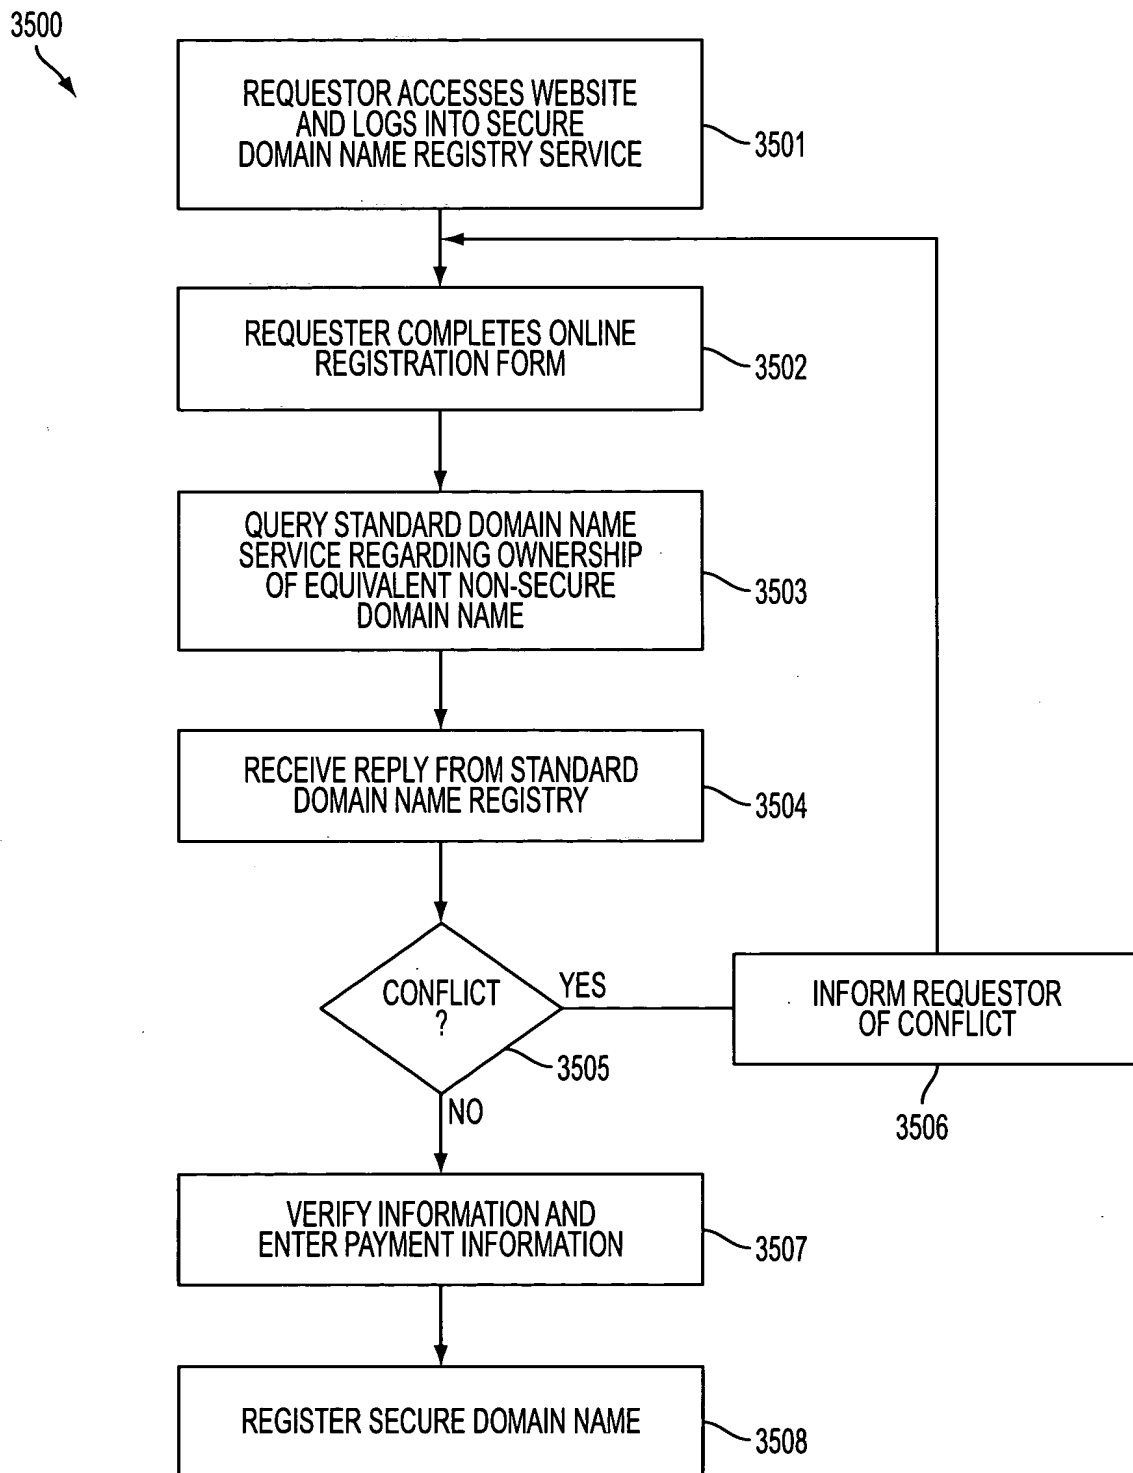 3500
REQUESTOR ACCESSES WEBSITE
AND LOGS INTO SECURE
DOMAIN NAME REGISTRY SERVICE
3501
REQUESTER COMPLETES ONLINE
REGISTRATION FORM
3502
QUERY STANDARD DOMAIN NAME
SERVICE REGARDING OWNERSHIP
OF EQUIVALENT NON-SECURE
DOMAIN NAME
3503
RECEIVE REPLY FROM STANDARD
DOMAIN NAME REGISTRY
3504
CONFLICT
?
YES
3505
NO
INFORM REQUESTOR
OF CONFLICT
3506
VERIFY INFORMATION AND
ENTER PAYMENT INFORMATION
3507
REGISTER SECURE DOMAIN NAME
3508